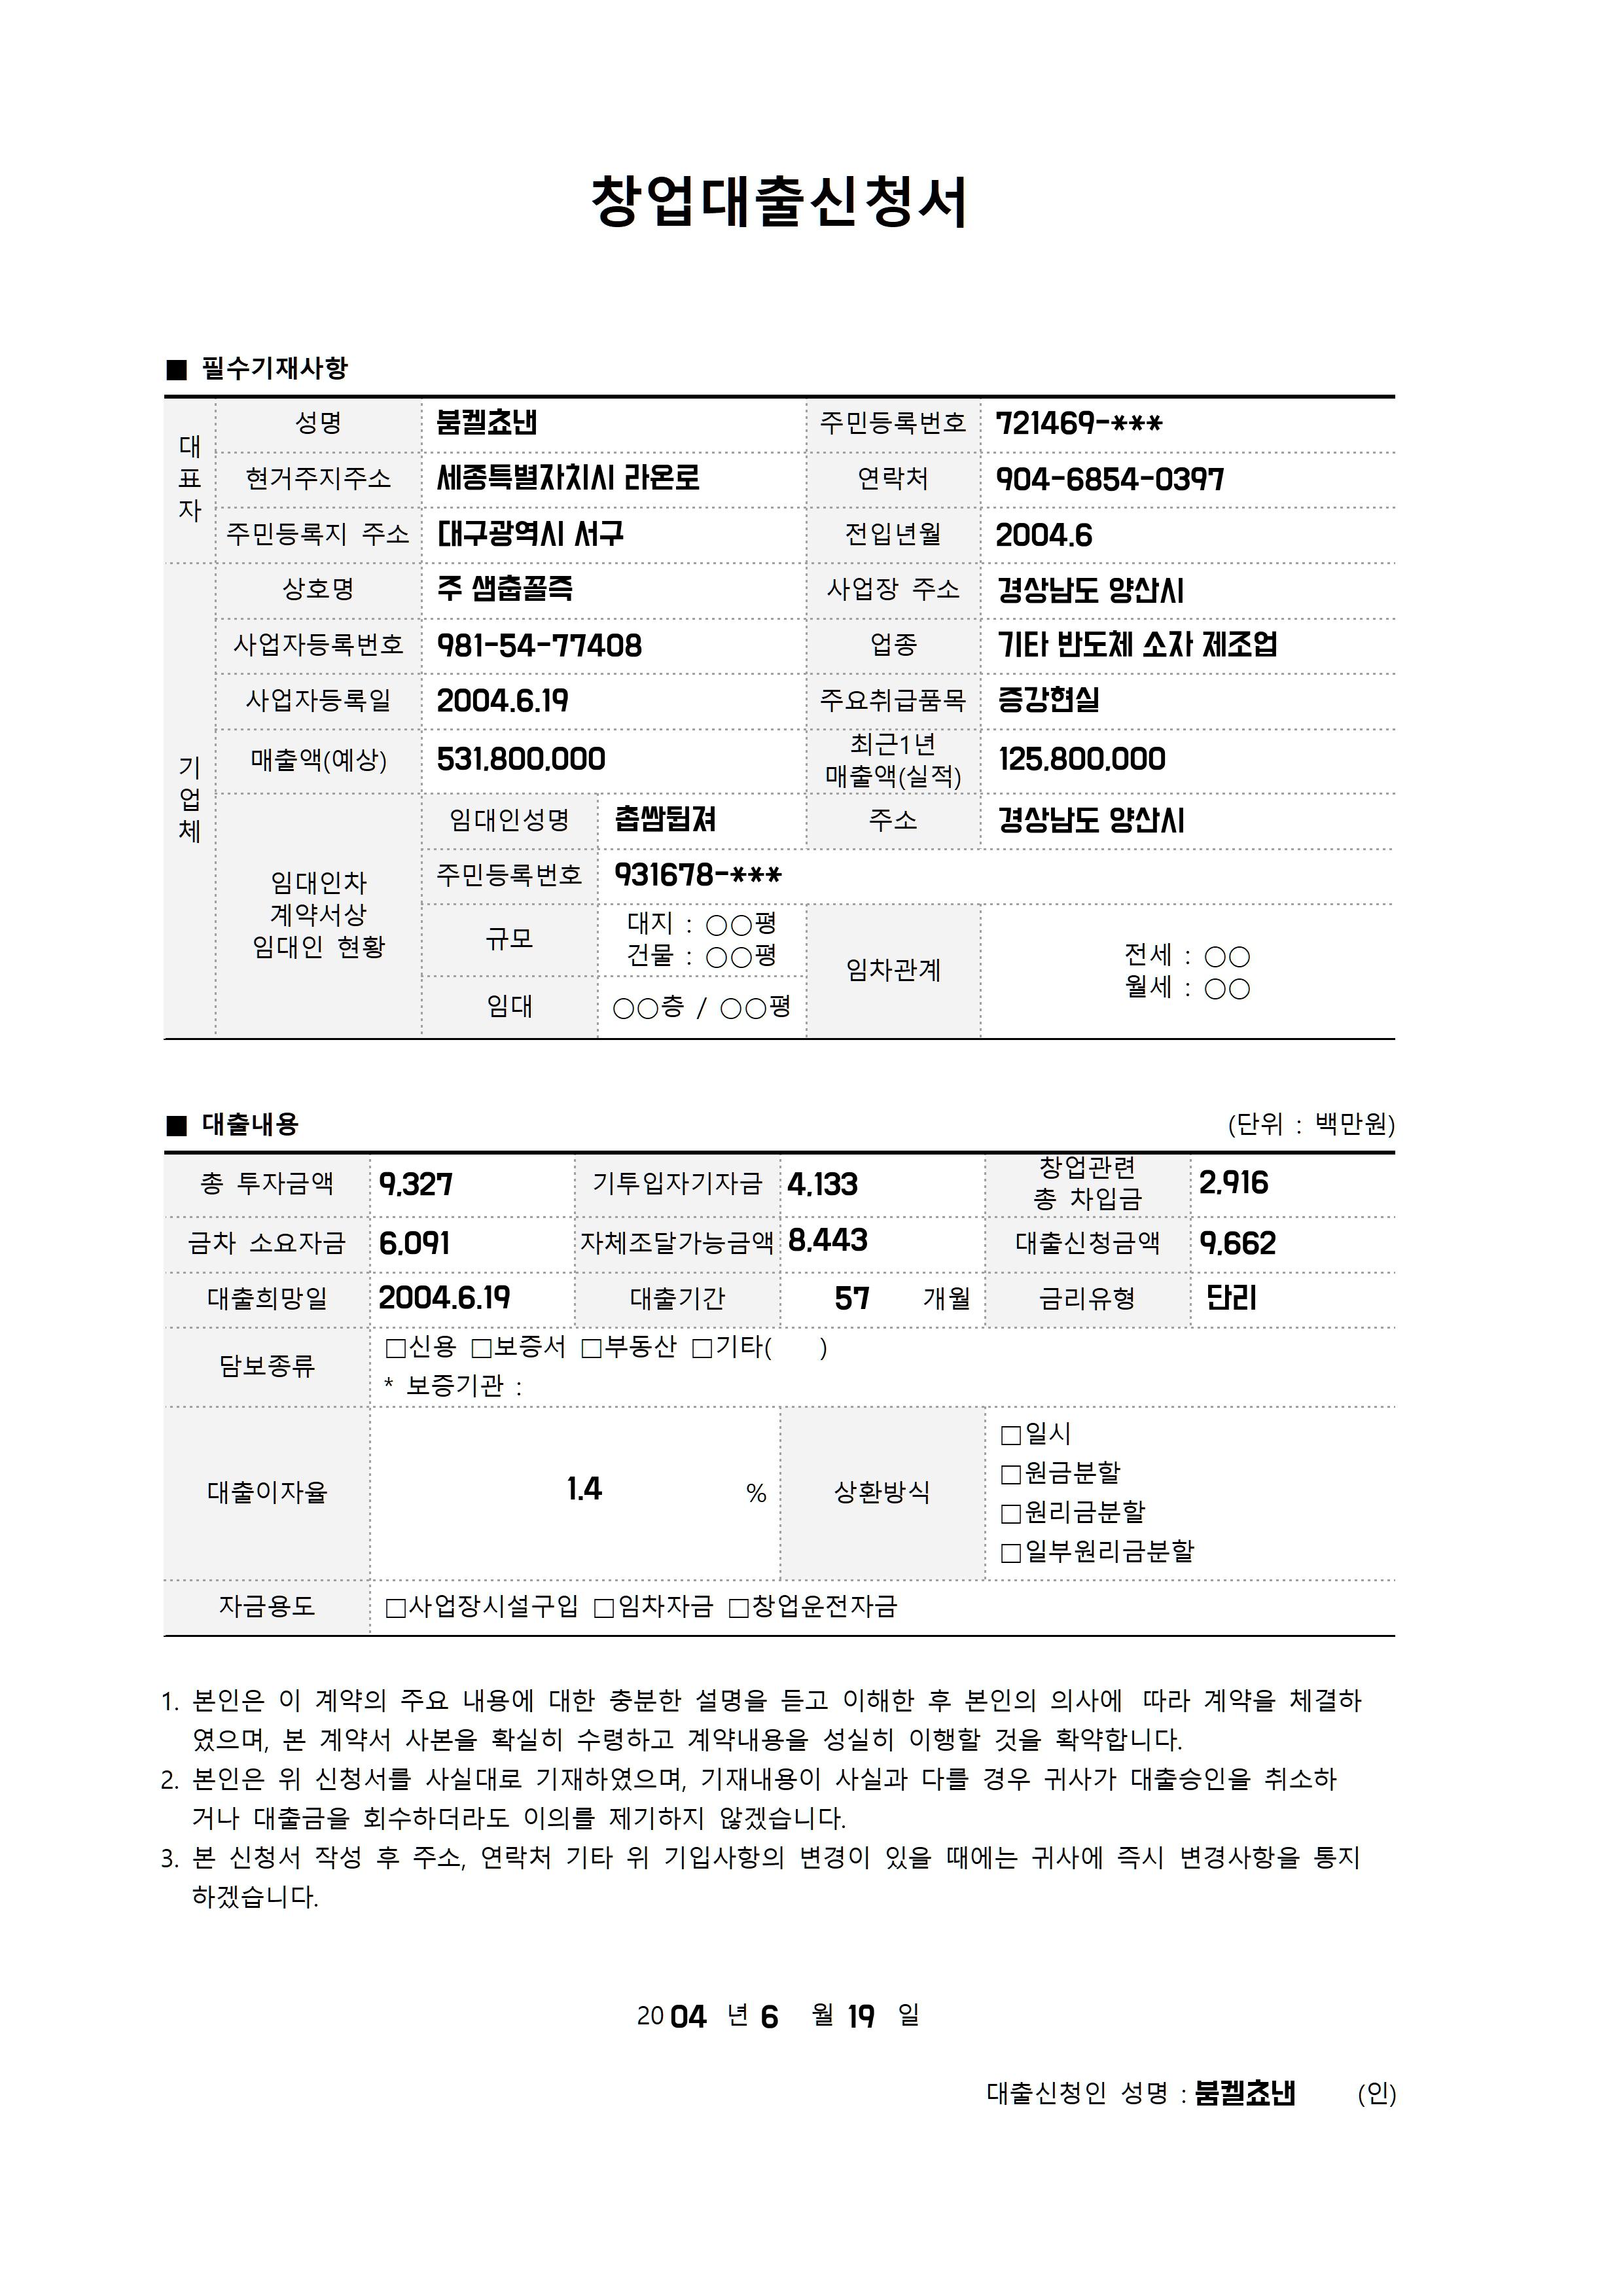 창업대출신청서
■ 필수기재사항
대표자
성명 붐켈쵸낸 주민등록번호 721469-***
현거주지주소 세종특별자치시 라온로 연락처 904-6854-0397
주민등록지 주소 대구광역시 서구 전입년월 2004.6
기업체
상호명 주 샘춥꼴즉 사업장 주소 경상남도 양산시
사업자등록번호 981-54-77408 업종 기타 반도체 소자 제조업
사업자등록일 2004.6.19 주요취급품목 증강현실
매출액(예상) 531,800,000 최근1년 매출액(실적) 125,800,000
임대인차
계약서상
임대인 현황
임대인성명 촙쌈뒵져 주소 경상남도 양산시
주민등록번호 931678-***
규모 대지 : ○○평
건물 : ○○평
임차관계 전세 : ○○
월세 : ○○
임대 ○○층 / ○○평
■ 대출내용 (단위 : 백만원)
총 투자금액 9,327 기투입자기자금 4,133 창업관련 총 차입금 2,916
금차 소요자금 6,091 자체조달가능금액 8,443 대출신청금액 9,662
대출희망일 2004.6.19 대출기간 57 개월 금리유형 단리
담보종류 □신용 □보증서 □부동산 □기타( )
* 보증기관 :
대출이자율 1.4 % 상환방식
□일시
□원금분할
□원리금분할
□일부원리금분할
자금용도 □사업장시설구입 □임차자금 □창업운전자금
1. 본인은 이 계약의 주요 내용에 대한 충분한 설명을 듣고 이해한 후 본인의 의사에 따라 계약을 체결하
였으며, 본 계약서 사본을 확실히 수령하고 계약내용을 성실히 이행할 것을 확약합니다.
2. 본인은 위 신청서를 사실대로 기재하였으며, 기재내용이 사실과 다를 경우 귀사가 대출승인을 취소하
거나 대출금을 회수하더라도 이의를 제기하지 않겠습니다.
3. 본 신청서 작성 후 주소, 연락처 기타 위 기입사항의 변경이 있을 때에는 귀사에 즉시 변경사항을 통지
하겠습니다.
20 04 년 6 월 19 일
대출신청인 성명 : 붐켈쵸낸 (인)